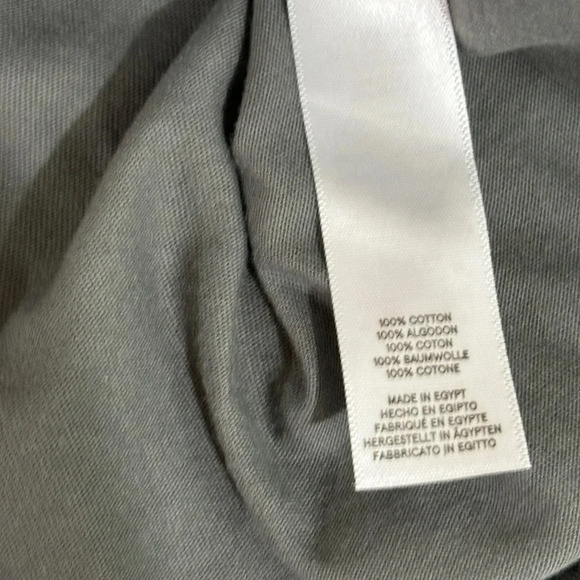 100% COTTON
100% ALGODON
100% COTON
100% BAUMWOLLE
100% COTONE
MADE IN EGYPT
HECHO EN EGIPTO
FABRIQUÉ EN EGYPTE
HERGESTELLT IN ÄGYPTEN
FABBRICATO IN EGITTO